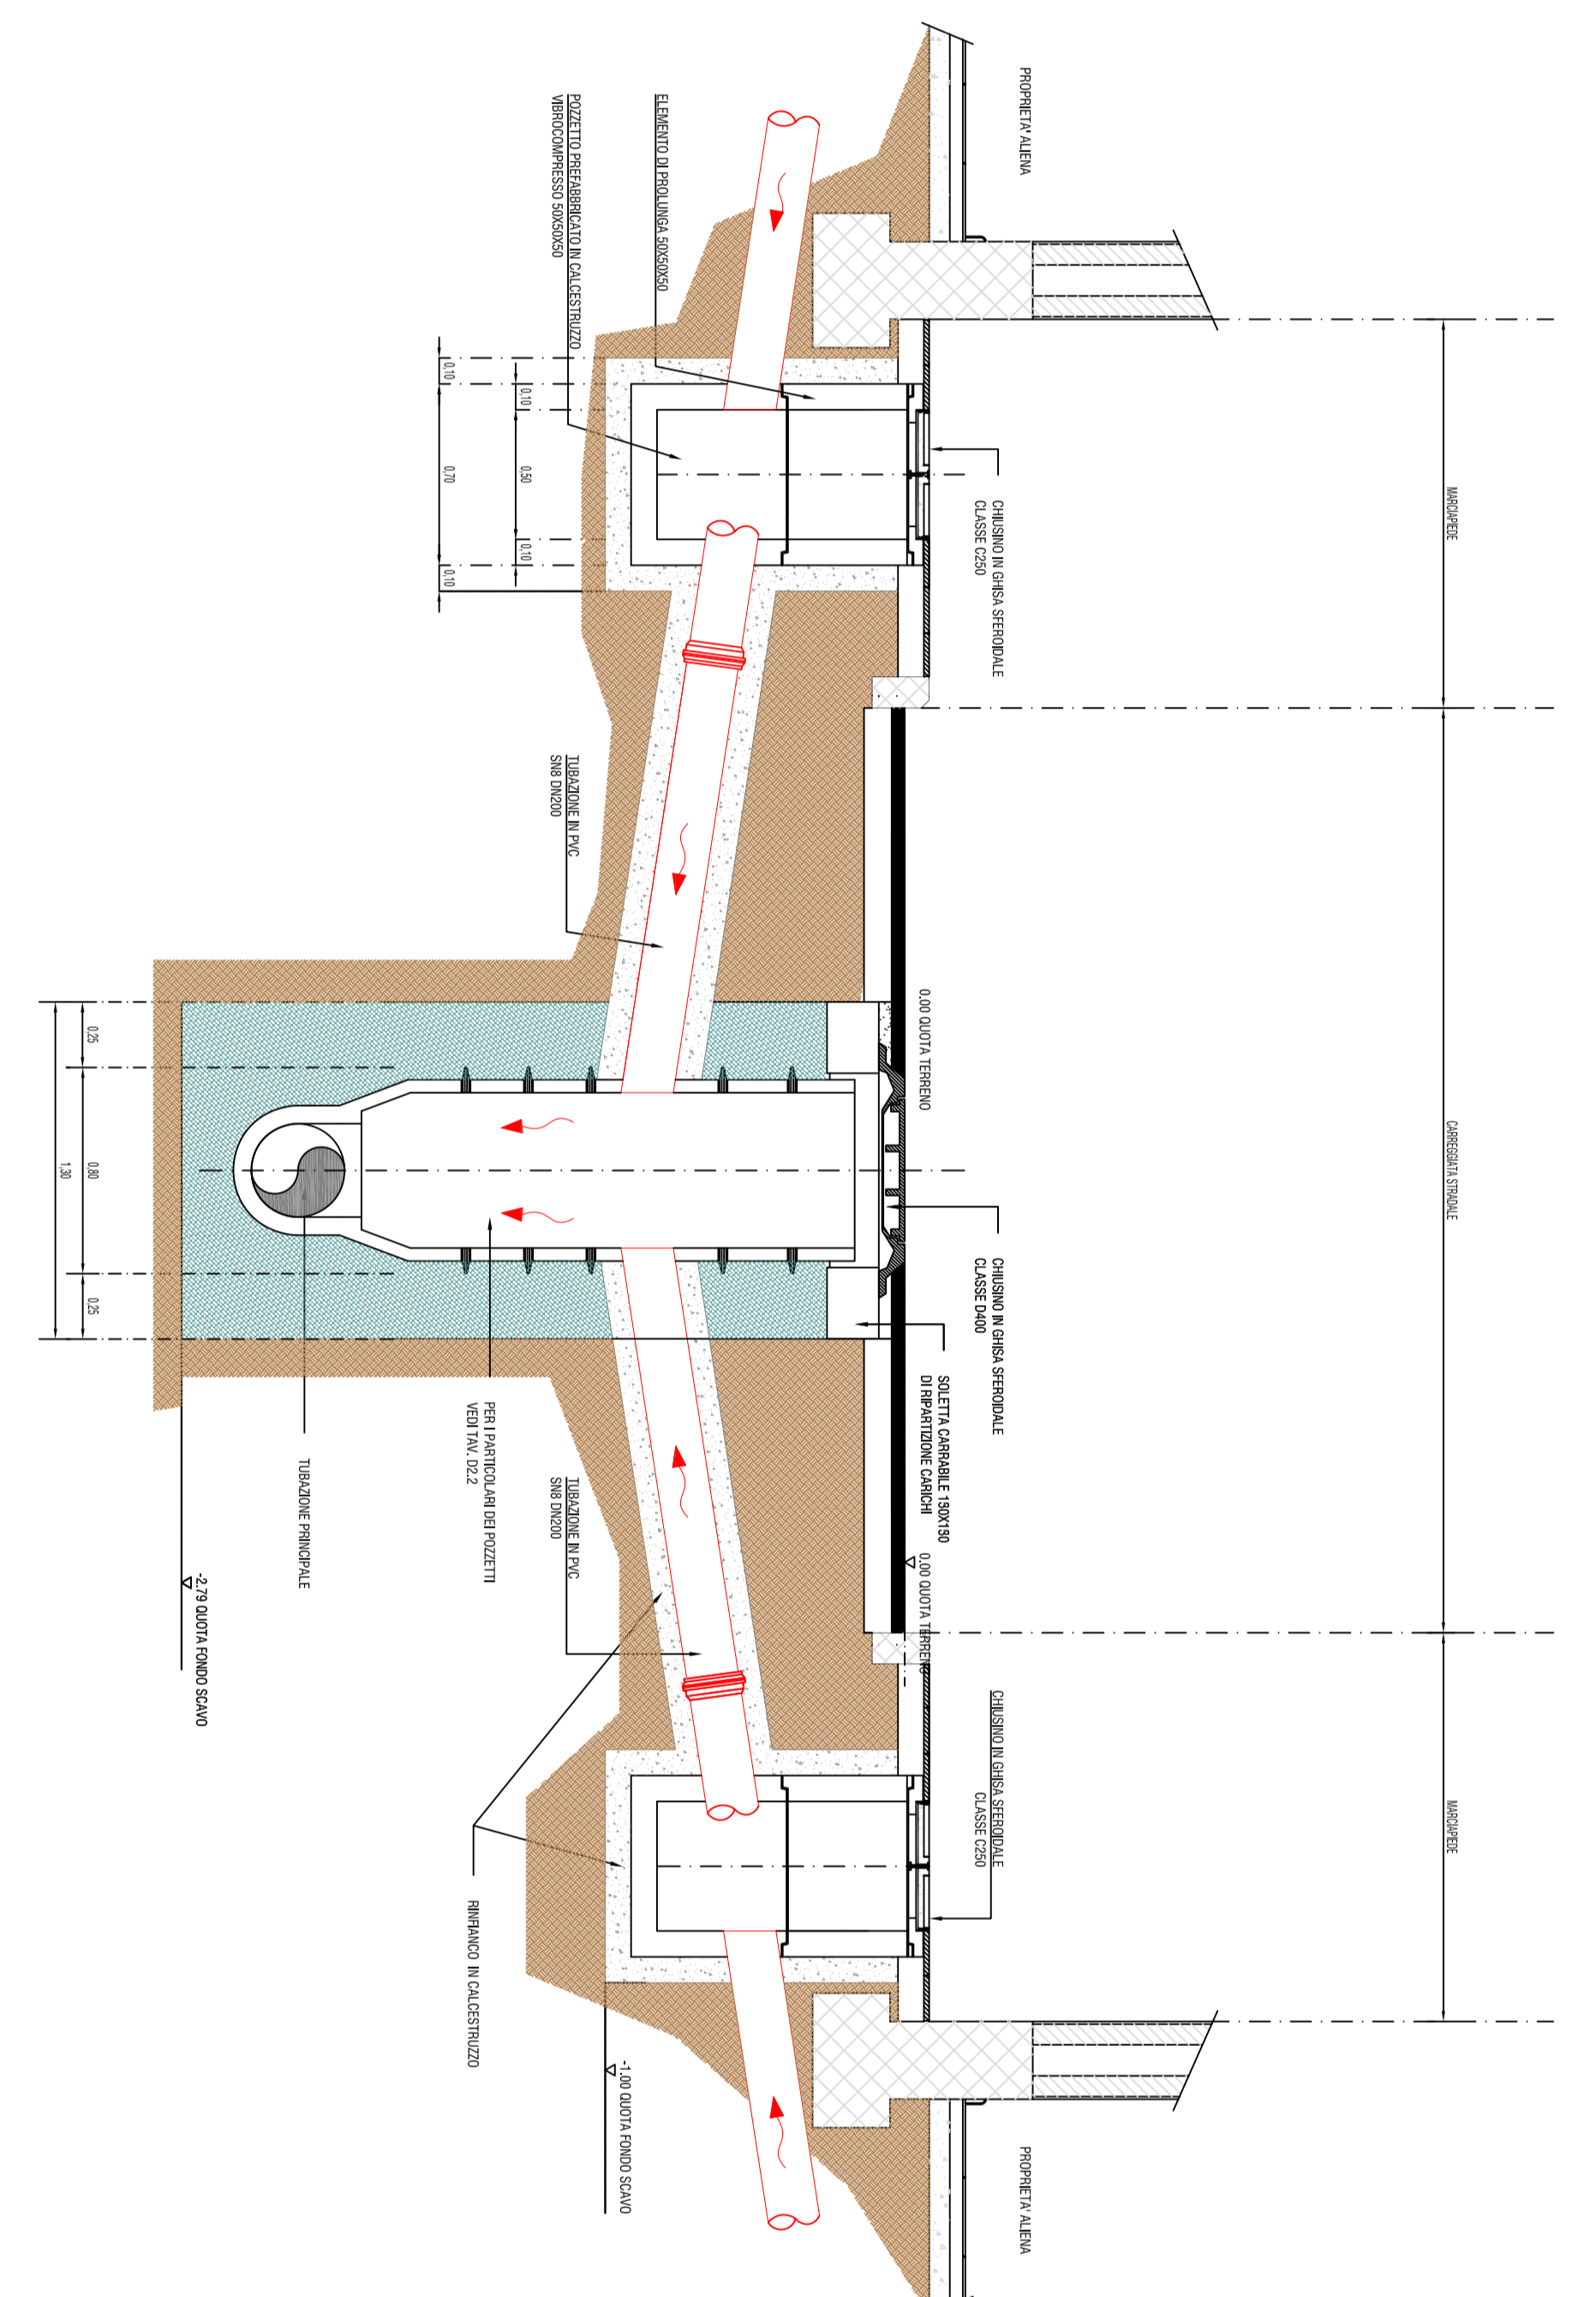 MARCIAPIEDE
CARREGGIATA STRADALE
MARCIAPIEDE
PROPRIETA' ALIENA
PROPRIETA' ALIENA
CHIUSINO IN GHISA SFEROIDALE
CLASSE C250
CHIUSINO IN GHISA SFEROIDALE
CLASSE D400
CHIUSINO IN GHISA SFEROIDALE
CLASSE C250
0.00 QUOTA TERRENO
SOLETTA CARRABILE 130X130
DI RIPARTIZIONE CARICHI
0.00 QUOTA TERRENO
ELEMENTO DI PROLUNGA 50X50X50
POZZETTO PREFABBRICATO IN CALCESTRUZZO
VIBROCOMPRESSO 50X50X50
TUBAZIONE IN PVC
SN8 DN200
TUBAZIONE IN PVC
SN8 DN200
-1.00 QUOTA FONDO SCAVO
0,10
0,50
0,10
0,10
0,70
0,10
PER I PARTICOLARI DEI POZZETTI
VEDI TAV. D2.2
RINFIANCO IN CALCESTRUZZO
TUBAZIONE PRINCIPALE
-2.79 QUOTA FONDO SCAVO
0,25
0,80
0,25
1,30